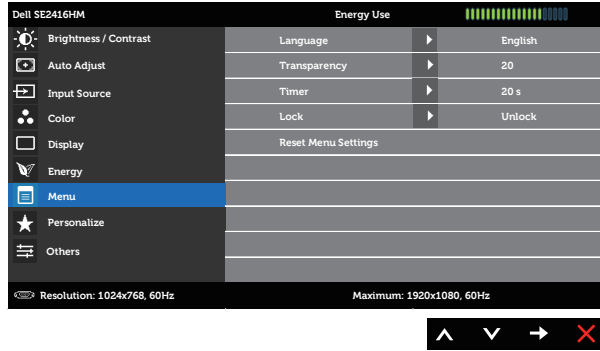 Dell SE2416HM Energy Use
Brightness / Contrast Language English
Auto Adjust Transparency 20
Input Source Timer 20 s
Color Lock Unlock
Display Reset Menu Settings
Energy
Menu
Personalize
Others
Resolution: 1024x768, 60Hz Maximum: 1920x1080, 60Hz